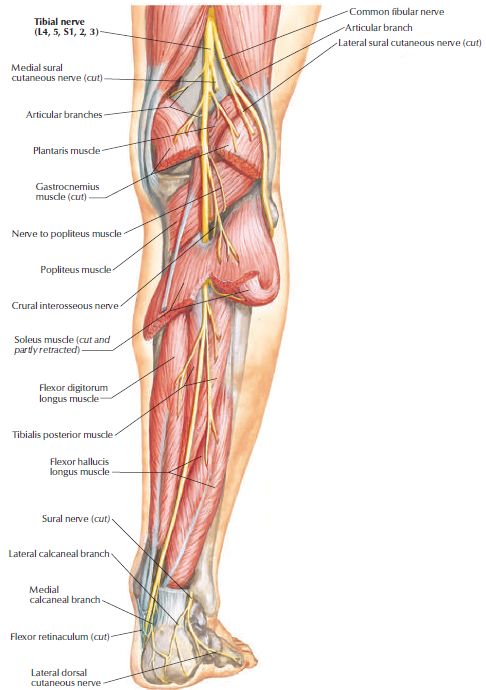 Tibial nerve
(L4, 5, S1, 2, 3)
Common fibular nerve
Articular branch
Lateral sural cutaneous nerve (cut)
Medial sural
cutaneous nerve (cut)
Articular branches
Plantaris muscle
Gastrocnemius
muscle (cut)
Nerve to popliteus muscle
Popliteus muscle
Crural interosseous nerve
Soleus muscle (cut and
partly retracted)
Flexor digitorum
longus muscle
Tibialis posterior muscle
Flexor hallucis
longus muscle
Sural nerve (cut)
Lateral calcaneal branch
Medial
calcaneal branch
Flexor retinaculum (cut)
Lateral dorsal
cutaneous nerve